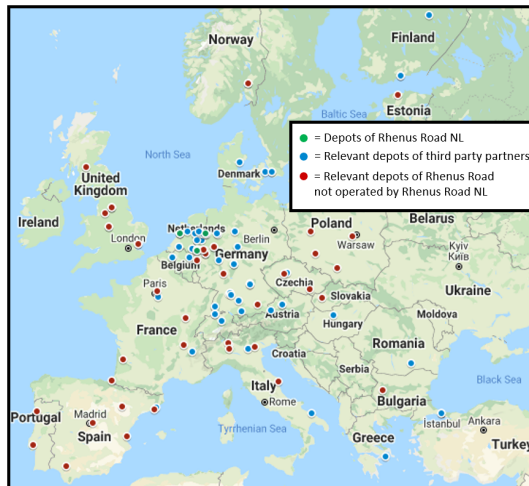 Norway
Finland
Estonia
Baltic Sea
= Depots of Rhenus Road NL
= Relevant depots of third party partners
= Relevant depots of Rhenus Road
not operated by Rhenus Road NL
North Sea
Denmark
United
Kingdom
Ireland
London
Netherlands
Berlin
Poland
Warsaw
Belarus
Belgium
Germany
Kyiv
Київ
Paris
Czechia
Slovakia
Ukraine
Austria
Hungary
Moldova
France
Croatia
Romania
Serbia
Italy
Rome
Bulgaria
Black Sea
Portugal
Madrid
Spain
Tyrrhenian Sea
Greece
İstanbul
Ankara
Turkey